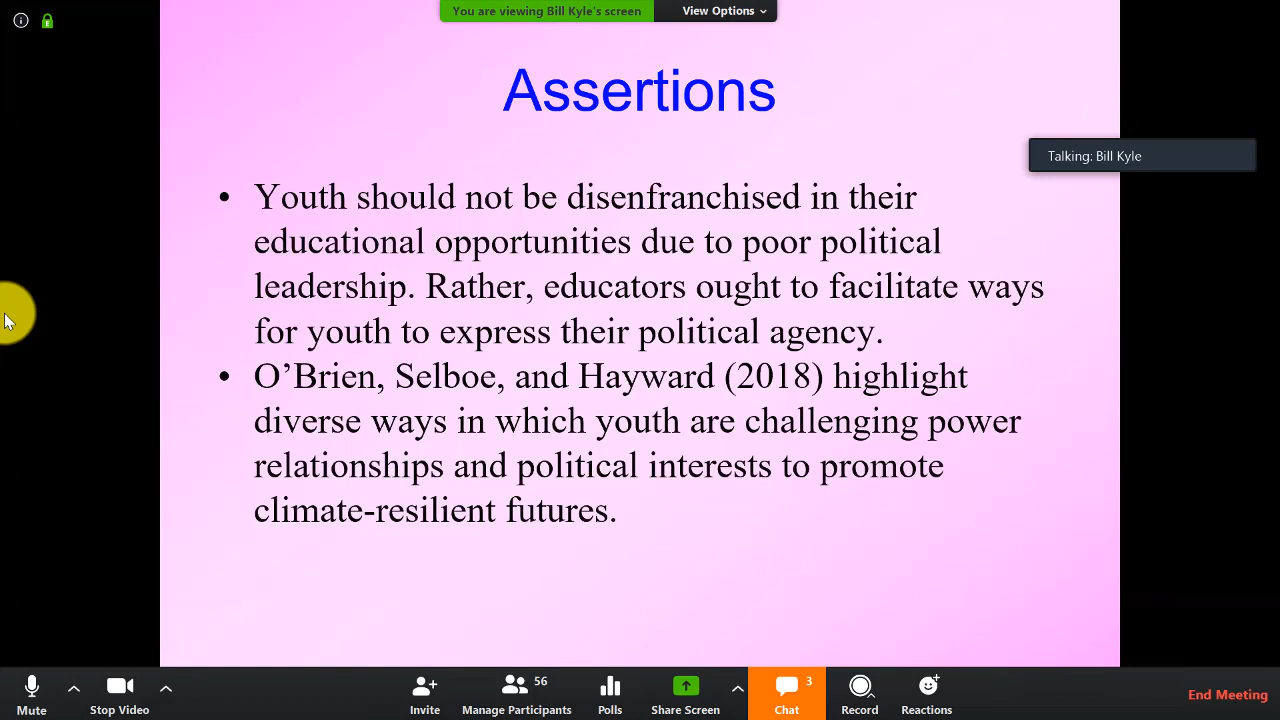 You are viewing Bill Kyle's screen
View Options
Assertions
Talking: Bill Kyle
• Youth should not be disenfranchised in their
educational opportunities due to poor political
leadership. Rather, educators ought to facilitate ways
for youth to express their political agency.
• O’Brien, Selboe, and Hayward (2018) highlight
diverse ways in which youth are challenging power
relationships and political interests to promote
climate-resilient futures.
Mute
Stop Video
Invite
56
Manage Participants
Polls
Share Screen
3
Chat
Record
Reactions
End Meeting